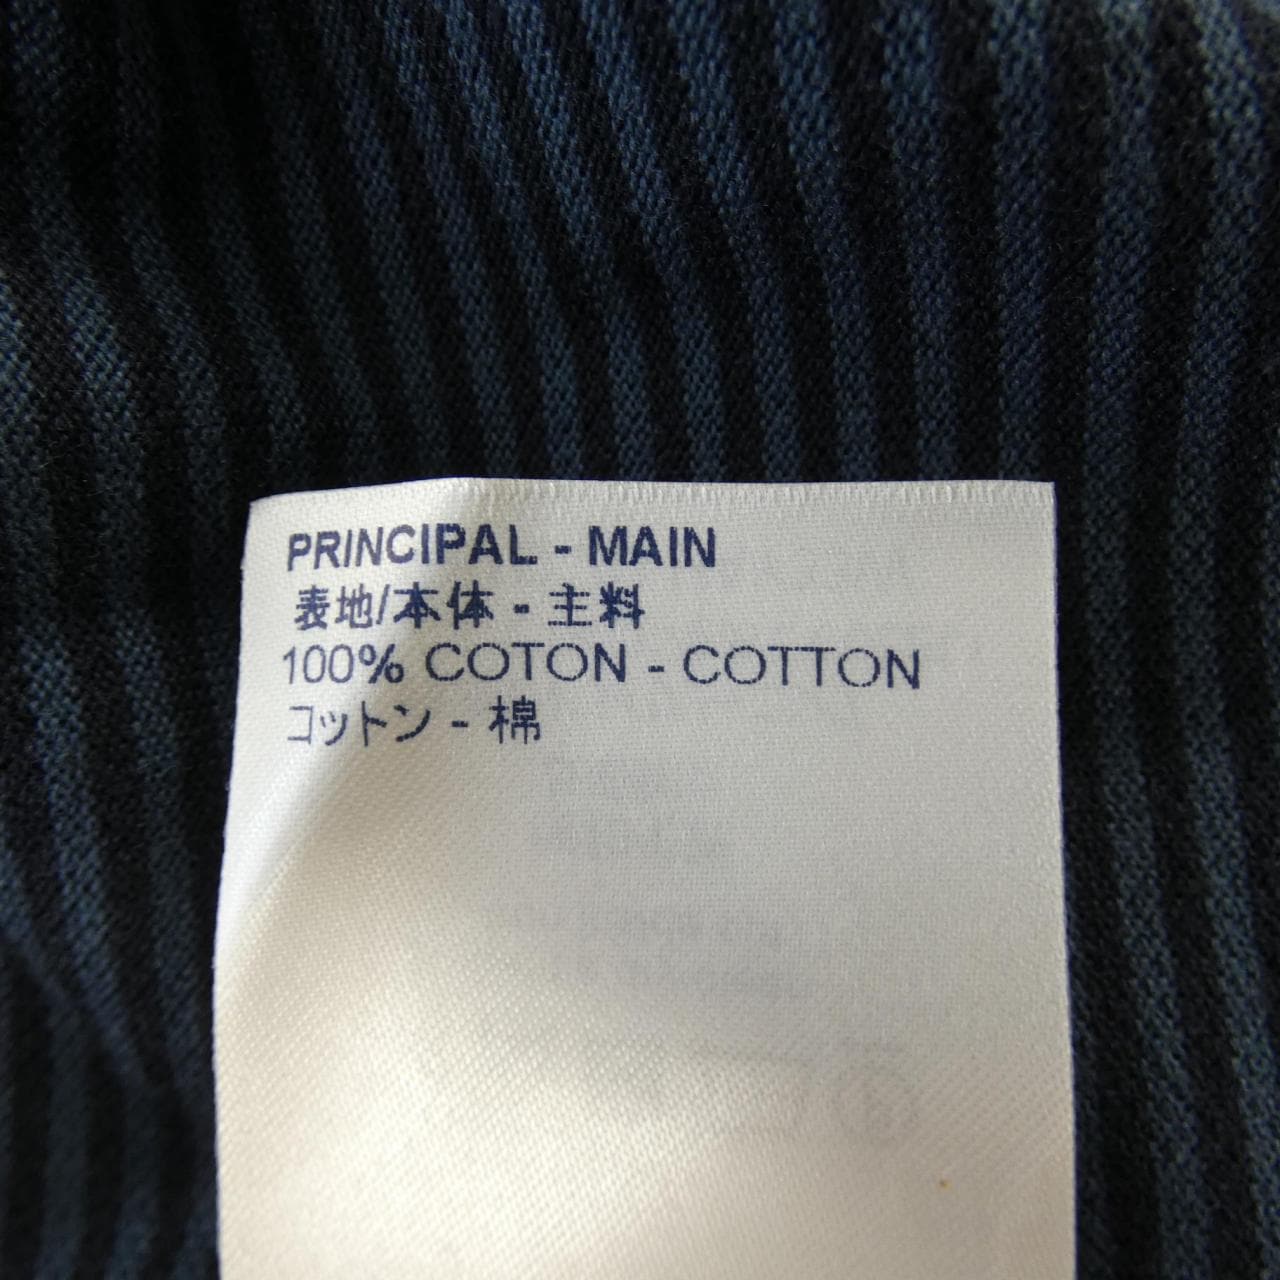 PRINCIPAL - MAIN
表地/本体 - 主料
100% COTON - COTTON
コットン - 棉